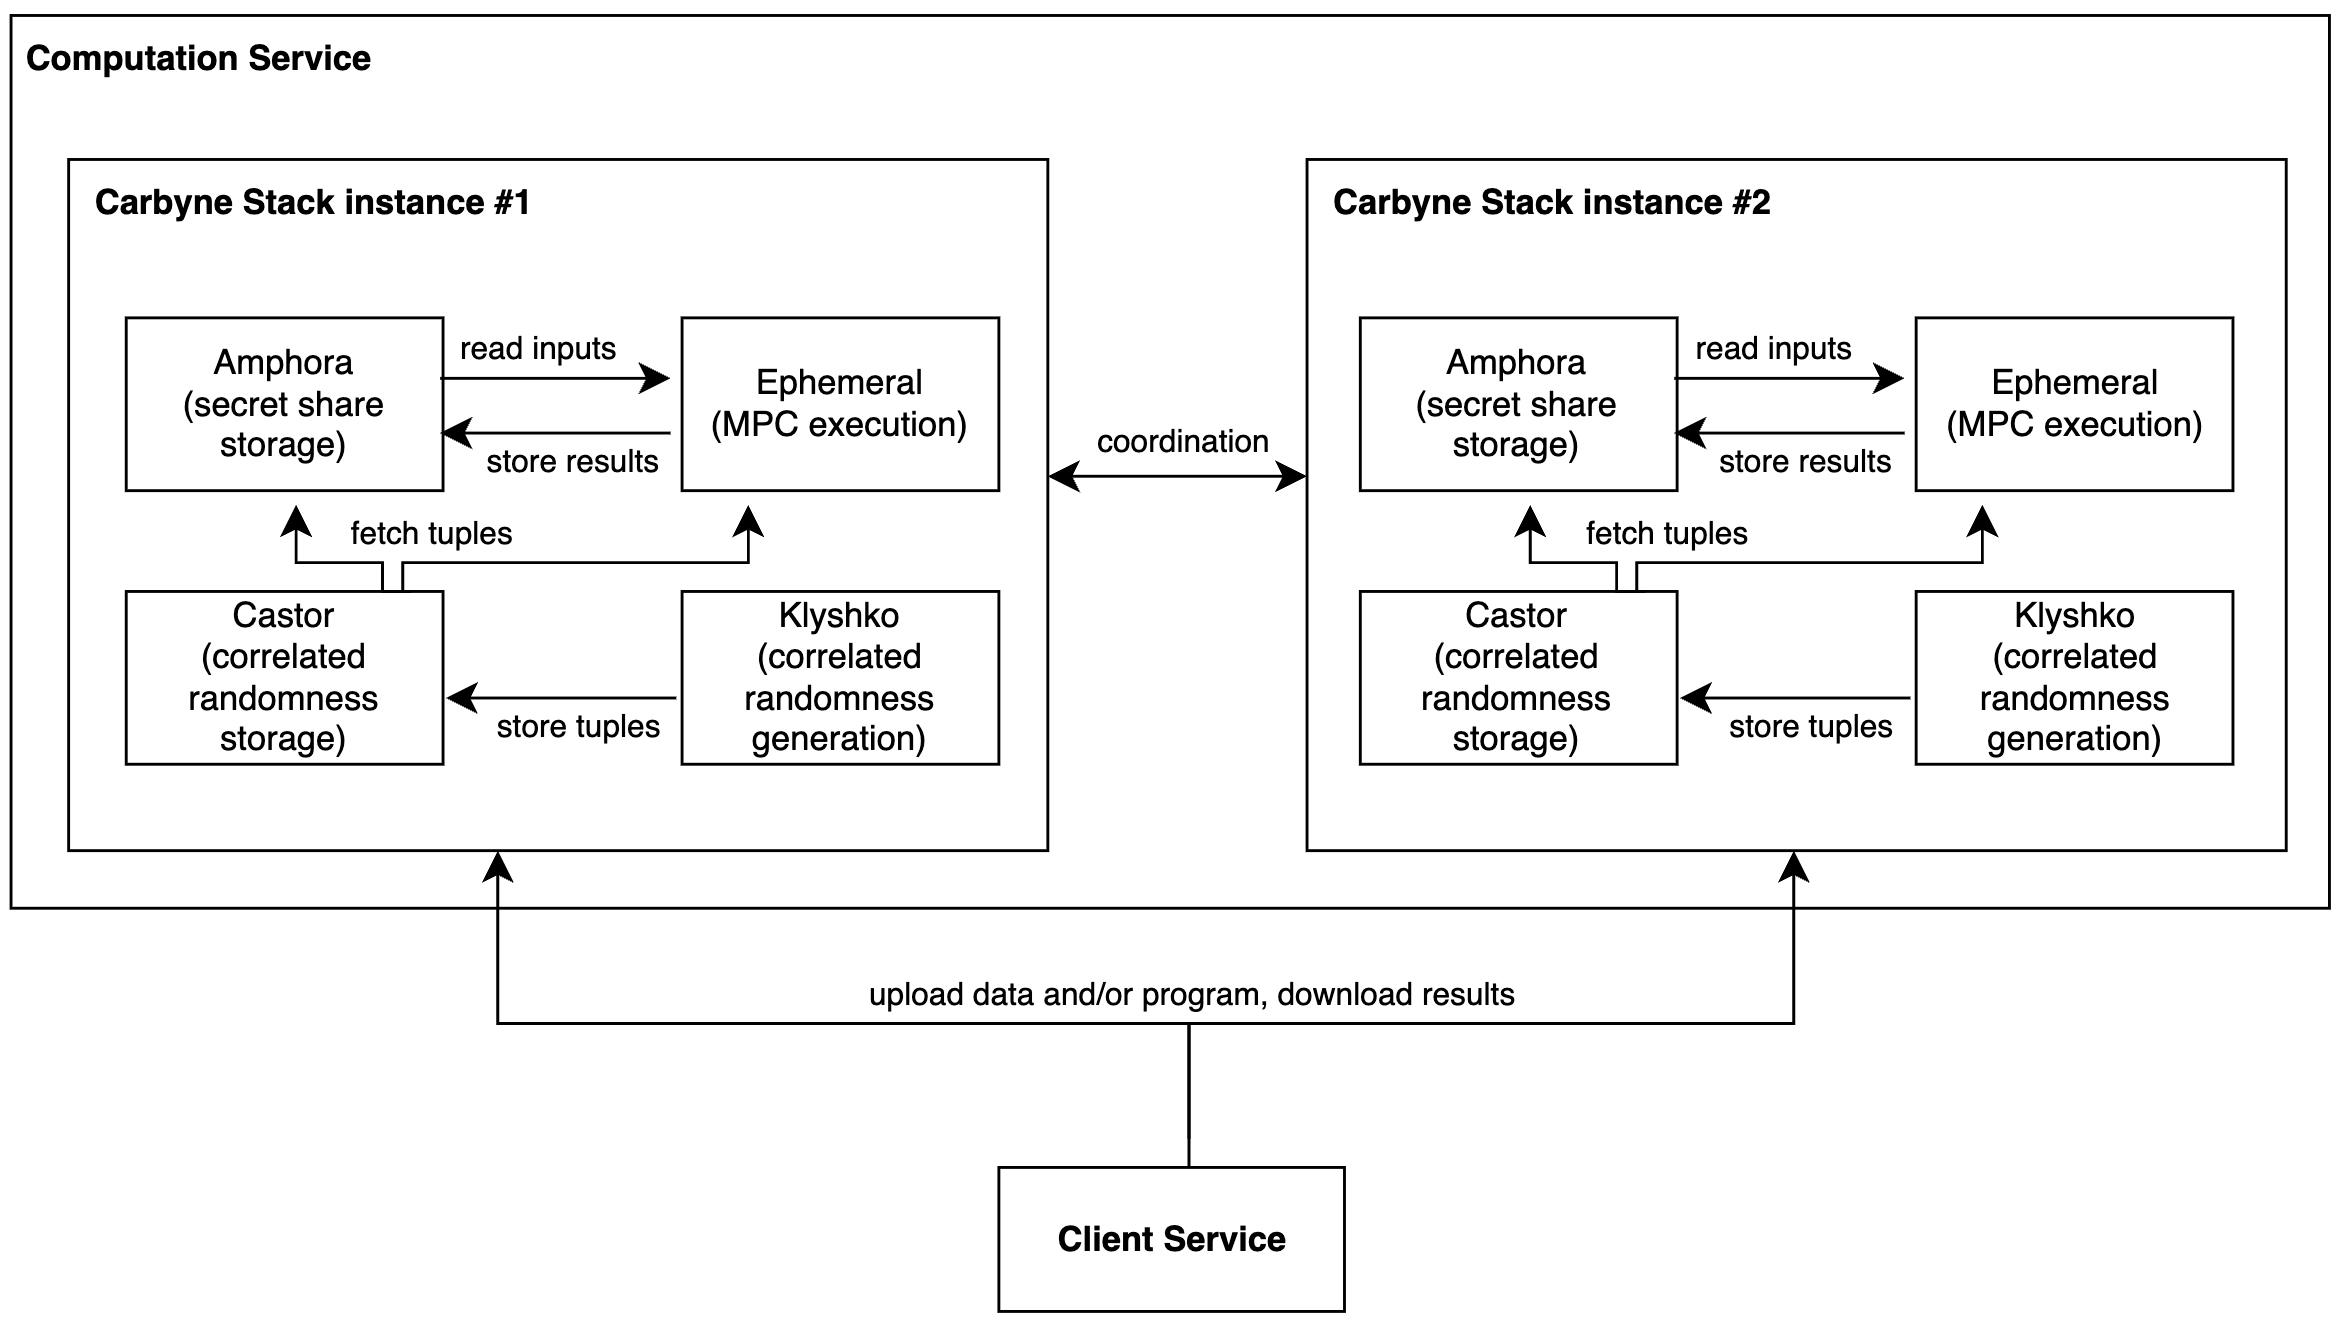 Computation Service
Carbyne Stack instance #1
Amphora
(secret share
storage)
read inputs
store results
Ephemeral
(MPC execution)
fetch tuples
Castor
(correlated
randomness
storage)
store tuples
Klyshko
(correlated
randomness
generation)
coordination
Carbyne Stack instance #2
Amphora
(secret share
storage)
read inputs
store results
Ephemeral
(MPC execution)
fetch tuples
Castor
(correlated
randomness
storage)
store tuples
Klyshko
(correlated
randomness
generation)
upload data and/or program, download results
Client Service